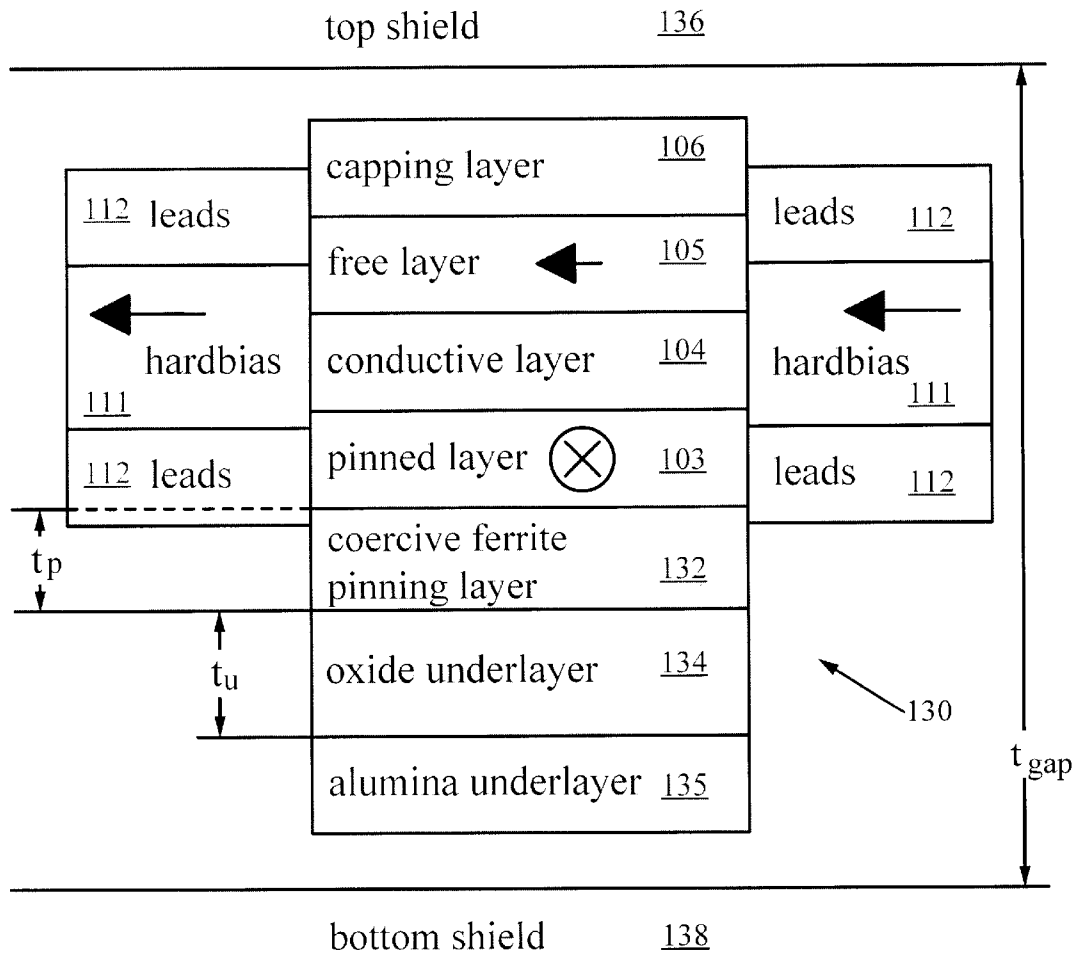 top shield 136
capping layer 106
112 leads
leads 112
free layer 105
conductive layer 104
hardbias
111
hardbias
111
pinned layer 103
112 leads
leads 112
tp
coercive ferrite
pinning layer 132
oxide underlayer 134
tu
130
tgap
alumina underlayer 135
bottom shield 138